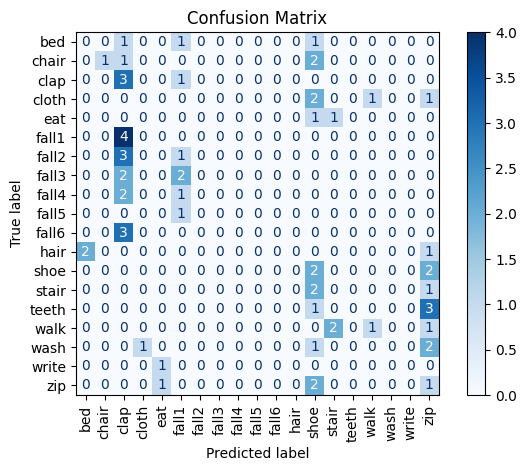 Confusion Matrix
True label
bed 0 0 1 0 0 1 0 0 0 0 0 0 1 0 0 0 0 0 0
chair 0 1 1 0 0 0 0 0 0 0 0 0 2 0 0 0 0 0 0
clap 0 0 3 0 0 1 0 0 0 0 0 0 0 0 0 0 0 0 0
cloth 0 0 0 0 0 0 0 0 0 0 0 0 2 0 0 1 0 0 1
eat 0 0 0 0 0 0 0 0 0 0 0 0 1 1 0 0 0 0 0
fall1 0 0 4 0 0 0 0 0 0 0 0 0 0 0 0 0 0 0 0
fall2 0 0 3 0 0 1 0 0 0 0 0 0 0 0 0 0 0 0 0
fall3 0 0 2 0 0 2 0 0 0 0 0 0 0 0 0 0 0 0 0
fall4 0 0 2 0 0 1 0 0 0 0 0 0 0 0 0 0 0 0 0
fall5 0 0 0 0 0 1 0 0 0 0 0 0 0 0 0 0 0 0 0
fall6 0 0 3 0 0 0 0 0 0 0 0 0 0 0 0 0 0 0 0
hair 2 0 0 0 0 0 0 0 0 0 0 0 0 0 0 0 0 0 1
shoe 0 0 0 0 0 0 0 0 0 0 0 0 2 0 0 0 0 0 2
stair 0 0 0 0 0 0 0 0 0 0 0 0 2 0 0 0 0 0 1
teeth 0 0 0 0 0 0 0 0 0 0 0 0 1 0 0 0 0 0 3
walk 0 0 0 0 0 0 0 0 0 0 0 0 0 2 0 1 0 0 1
wash 0 0 0 1 0 0 0 0 0 0 0 0 1 0 0 0 0 0 2
write 0 0 0 0 1 0 0 0 0 0 0 0 0 0 0 0 0 0 0
zip 0 0 0 0 1 0 0 0 0 0 0 0 2 0 0 0 0 0 1
bed chair clap cloth eat fall1 fall2 fall3 fall4 fall5 fall6 hair shoe stair teeth walk wash write zip
Predicted label
4.0
3.5
3.0
2.5
2.0
1.5
1.0
0.5
0.0